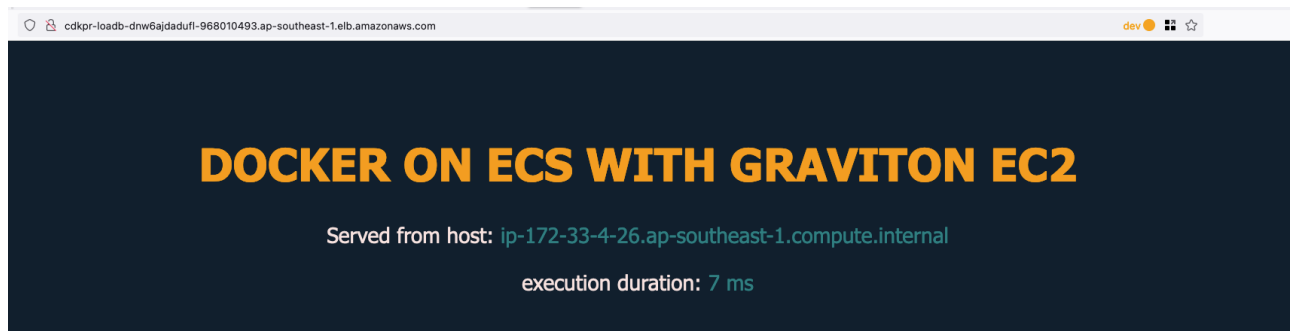 cdkpr-loadb-dnw6ajdadufl-968010493.ap-southeast-1.elb.amazonaws.com
dev
DOCKER ON ECS WITH GRAVITON EC2
Served from host: ip-172-33-4-26.ap-southeast-1.compute.internal
execution duration: 7 ms